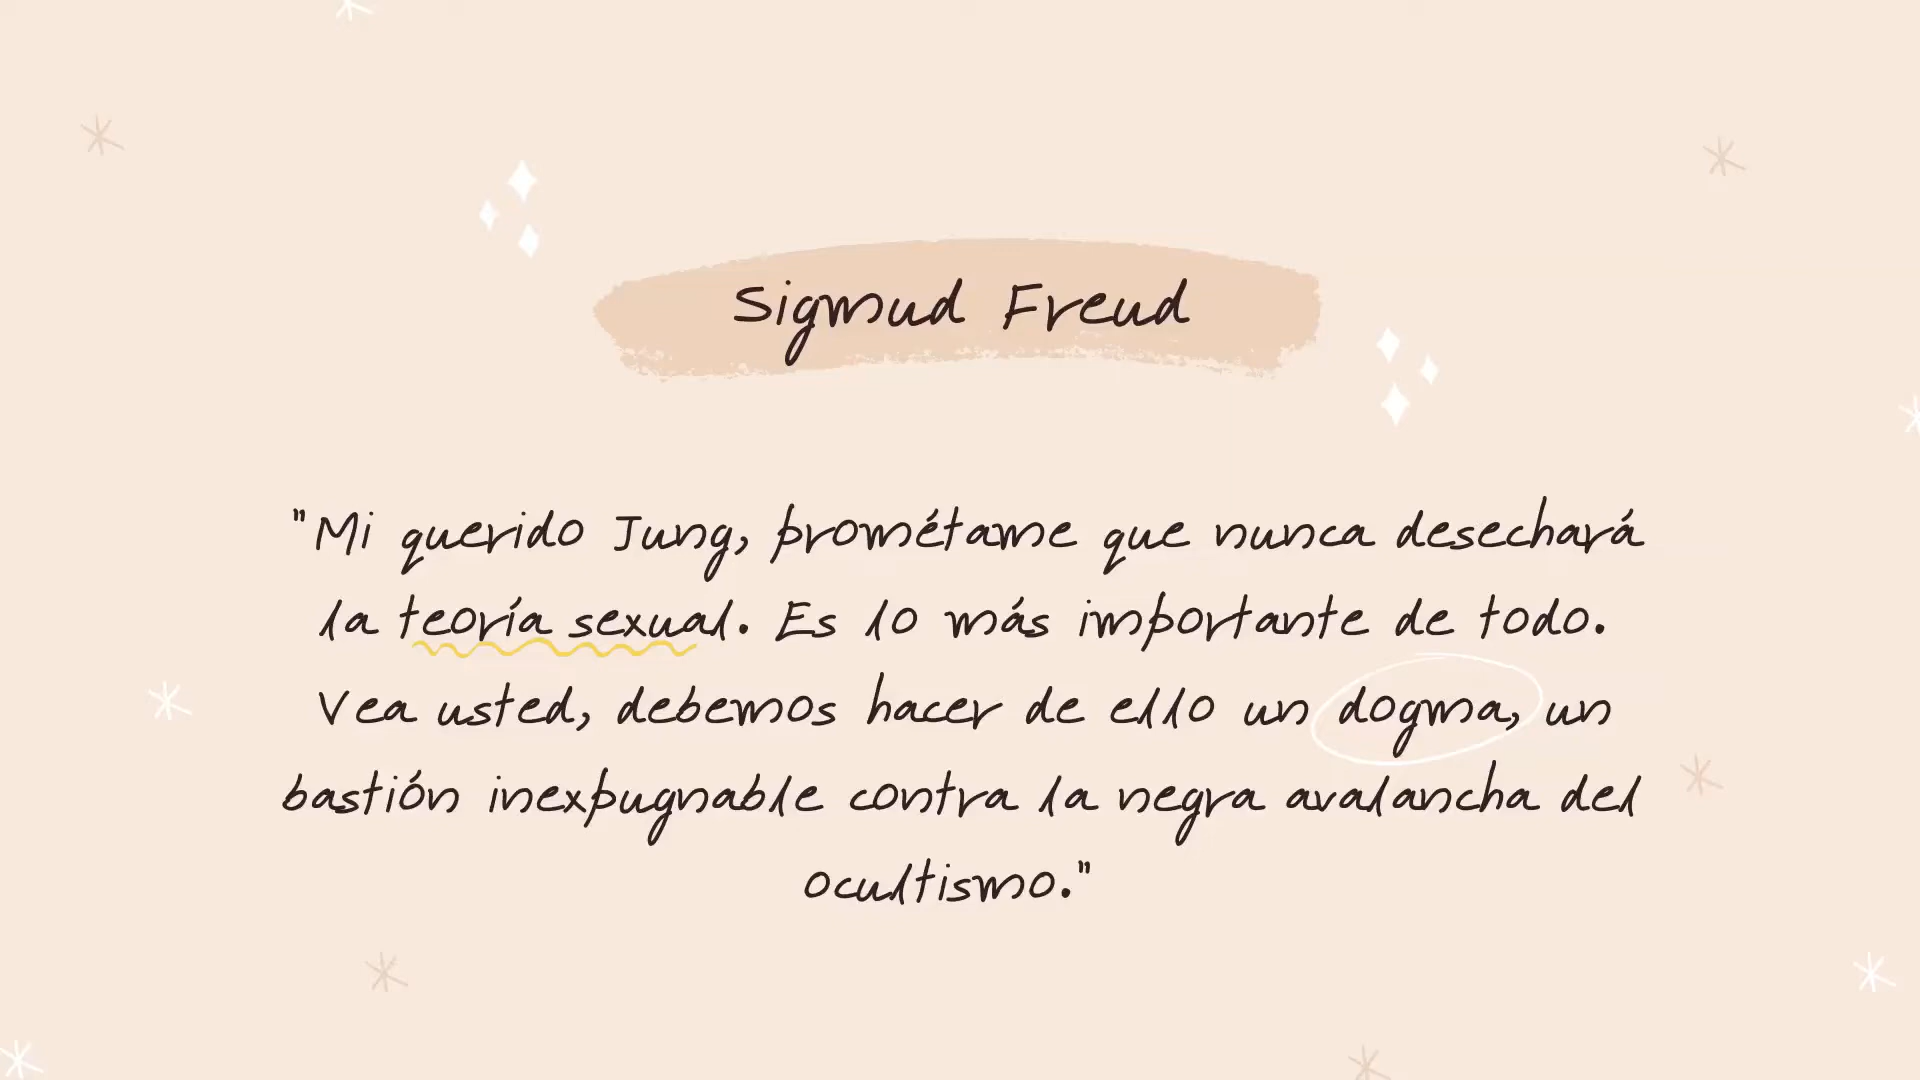 Sigmud Freud
"Mi querido Jung, prométame que nunca desechará
la teoría sexual. Es lo más importante de todo.
Vea usted, debemos hacer de ello un dogma, un
bastión inexpugnable contra la negra avalancha del
ocultismo."